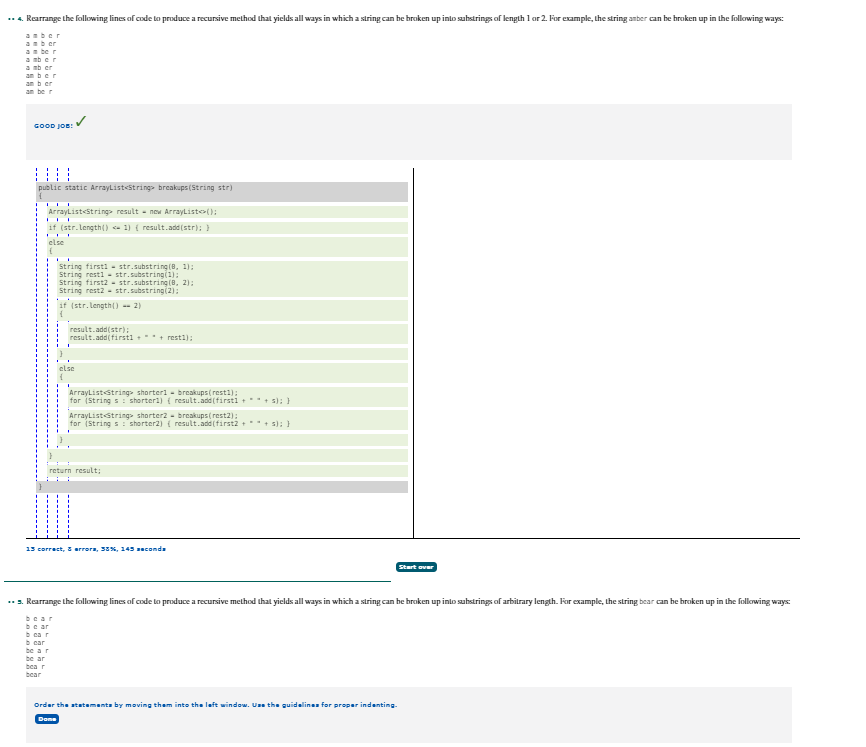 •• 4. Rearrange the following lines of code to produce a recursive method that yields all ways in which a string can be broken up into substrings of length 1 or 2. For example, the string amber can be broken up in the following ways:
a m b e r
a m b er
a m be r
a mb e r
a mb er
am b e r
am b er
am be r
GOOD JOB! ✓
public static ArrayList<String> breakups(String str)
{
ArrayList<String> result = new ArrayList<>();
if (str.length() <= 1) { result.add(str); }
else
{
String first1 = str.substring(0, 1);
String rest1 = str.substring(1);
String first2 = str.substring(0, 2);
String rest2 = str.substring(2);
if (str.length() == 2)
{
result.add(str);
result.add(first1 + " " + rest1);
}
else
{
ArrayList<String> shorter1 = breakups(rest1);
for (String s : shorter1) { result.add(first1 + " " + s); }
ArrayList<String> shorter2 = breakups(rest2);
for (String s : shorter2) { result.add(first2 + " " + s); }
}
}
return result;
}
13 correct, 8 errors, 38%, 145 seconds
Start over
•• 5. Rearrange the following lines of code to produce a recursive method that yields all ways in which a string can be broken up into substrings of arbitrary length. For example, the string bear can be broken up in the following ways:
b e a r
b e ar
b ea r
b ear
be a r
be ar
bea r
bear
Order the statements by moving them into the left window. Use the guidelines for proper indenting.
Done